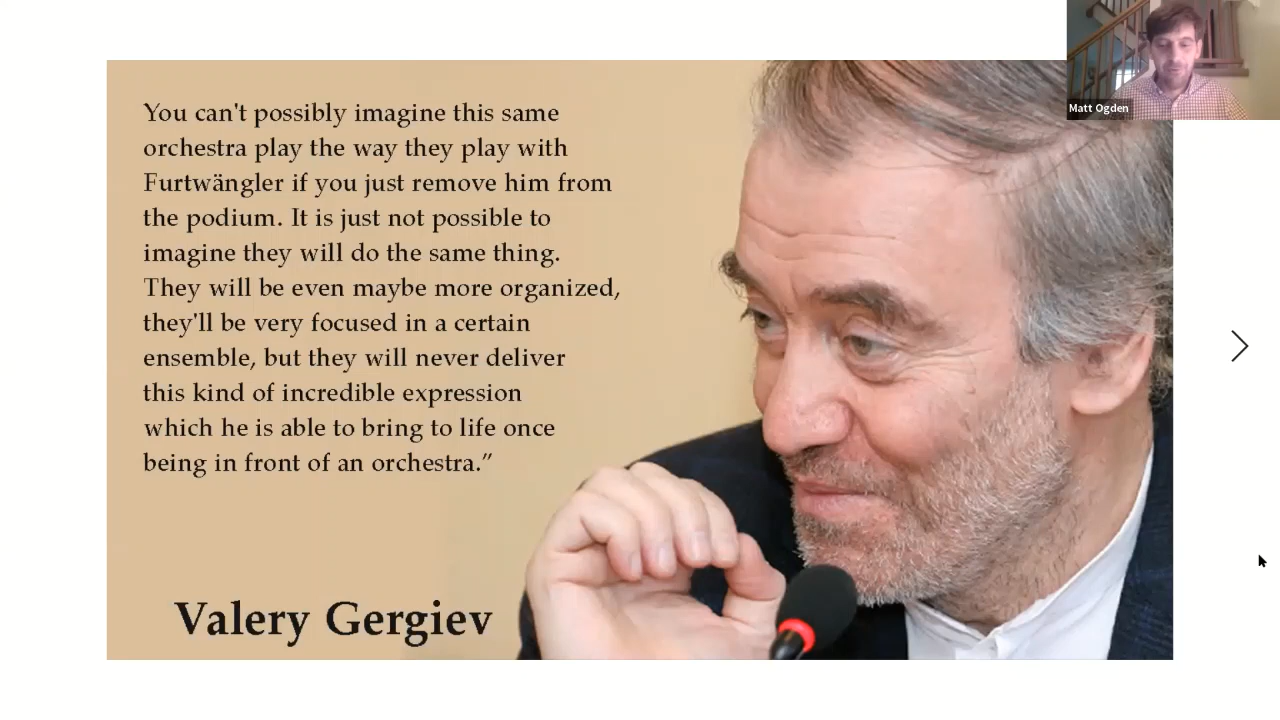 You can't possibly imagine this same
orchestra play the way they play with
Furtwängler if you just remove him from
the podium. It is just not possible to
imagine they will do the same thing.
They will be even maybe more organized,
they'll be very focused in a certain
ensemble, but they will never deliver
this kind of incredible expression
which he is able to bring to life once
being in front of an orchestra.”
Valery Gergiev
Matt Ogden